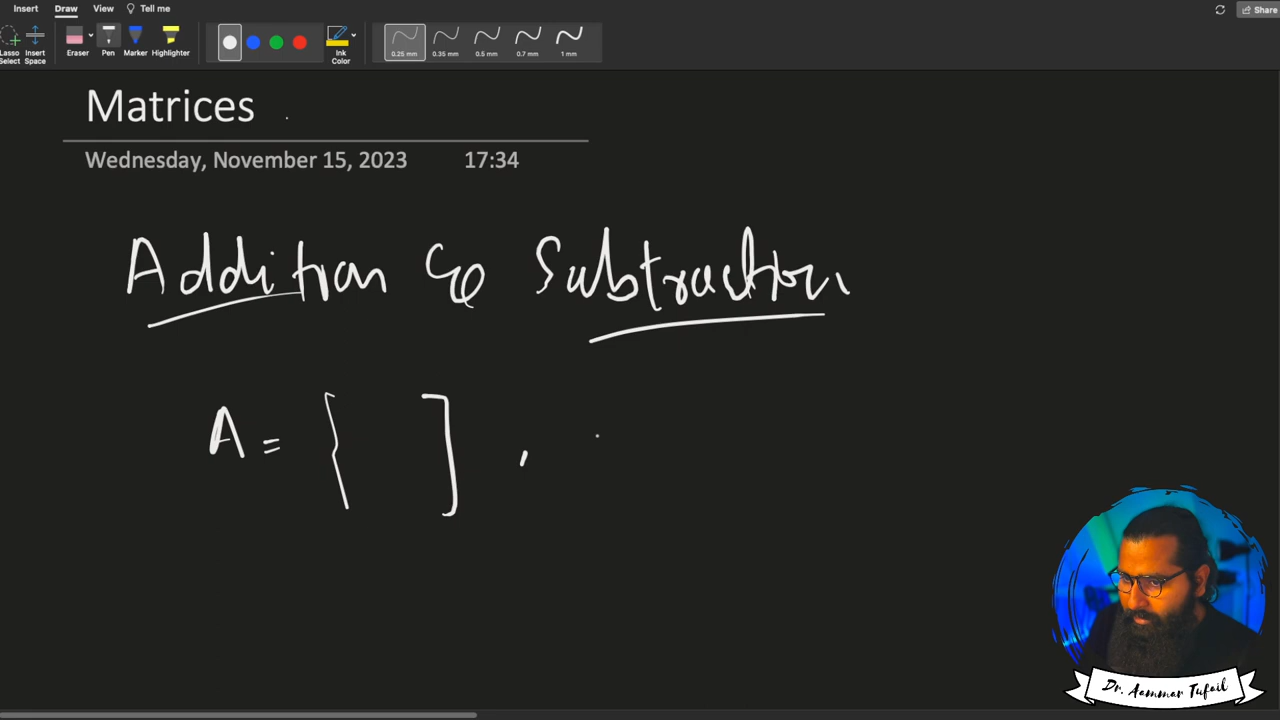 Insert Draw View Tell me Share
Lasso Select Insert Space Eraser Pen Marker Highlighter Ink Color 0.25 mm 0.35 mm 0.5 mm 0.7 mm 1 mm
Matrices
Wednesday, November 15, 2023 17:34
Addition & Subtraction
A = { ] ,
Dr. Aammar Tufail